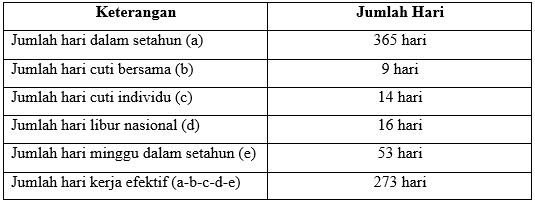 Keterangan Jumlah Hari
Jumlah hari dalam setahun (a) 365 hari
Jumlah hari cuti bersama (b) 9 hari
Jumlah hari cuti individu (c) 14 hari
Jumlah hari libur nasional (d) 16 hari
Jumlah hari minggu dalam setahun (e) 53 hari
Jumlah hari kerja efektif (a-b-c-d-e) 273 hari